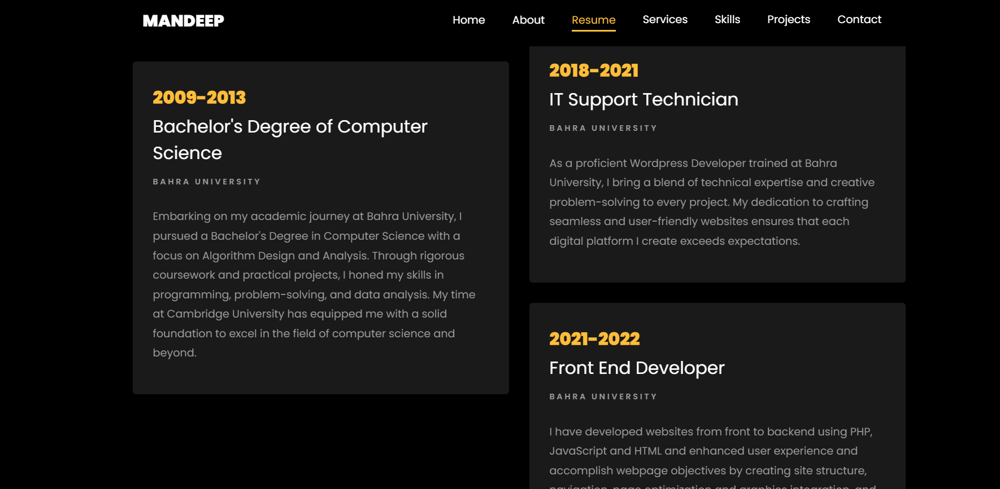 MANDEEP
Home About Resume Services Skills Projects Contact
2009-2013
Bachelor's Degree of Computer
Science
BAHRA UNIVERSITY
Embarking on my academic journey at Bahra University, I
pursued a Bachelor's Degree in Computer Science with a
focus on Algorithm Design and Analysis. Through rigorous
coursework and practical projects, I honed my skills in
programming, problem-solving, and data analysis. My time
at Cambridge University has equipped me with a solid
foundation to excel in the field of computer science and
beyond.
2018-2021
IT Support Technician
BAHRA UNIVERSITY
As a proficient Wordpress Developer trained at Bahra
University, I bring a blend of technical expertise and creative
problem-solving to every project. My dedication to crafting
seamless and user-friendly websites ensures that each
digital platform I create exceeds expectations.
2021-2022
Front End Developer
BAHRA UNIVERSITY
I have developed websites from front to backend using PHP,
JavaScript and HTML and enhanced user experience and
accomplish webpage objectives by creating site structure,
navigation, page optimization and graphics integration, and